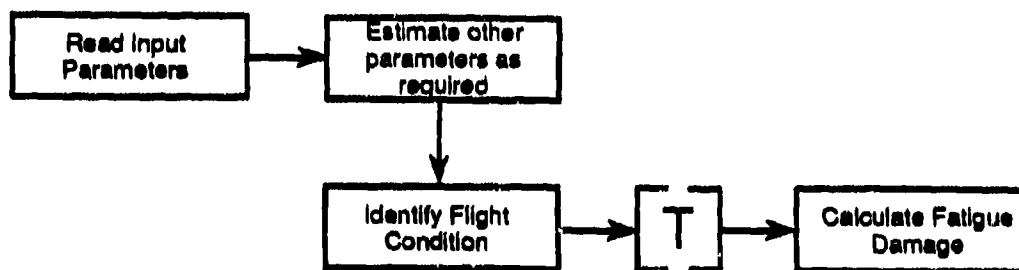 Read Input
Parameters
Estimate other
parameters as
required
Identify Flight
Condition
T
Calculate Fatigue
Damage